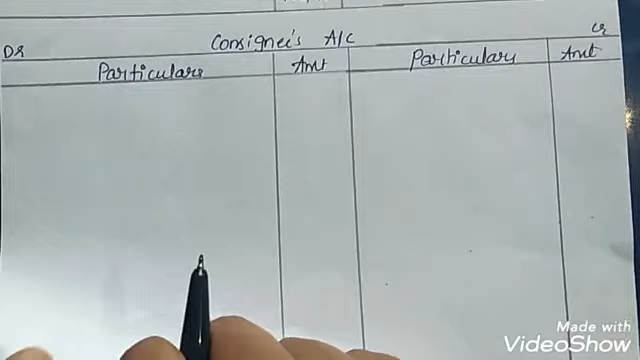 Consignee's A/C
Dr Cr
Particulars Amt Particulars Amt
Made with
VideoShow